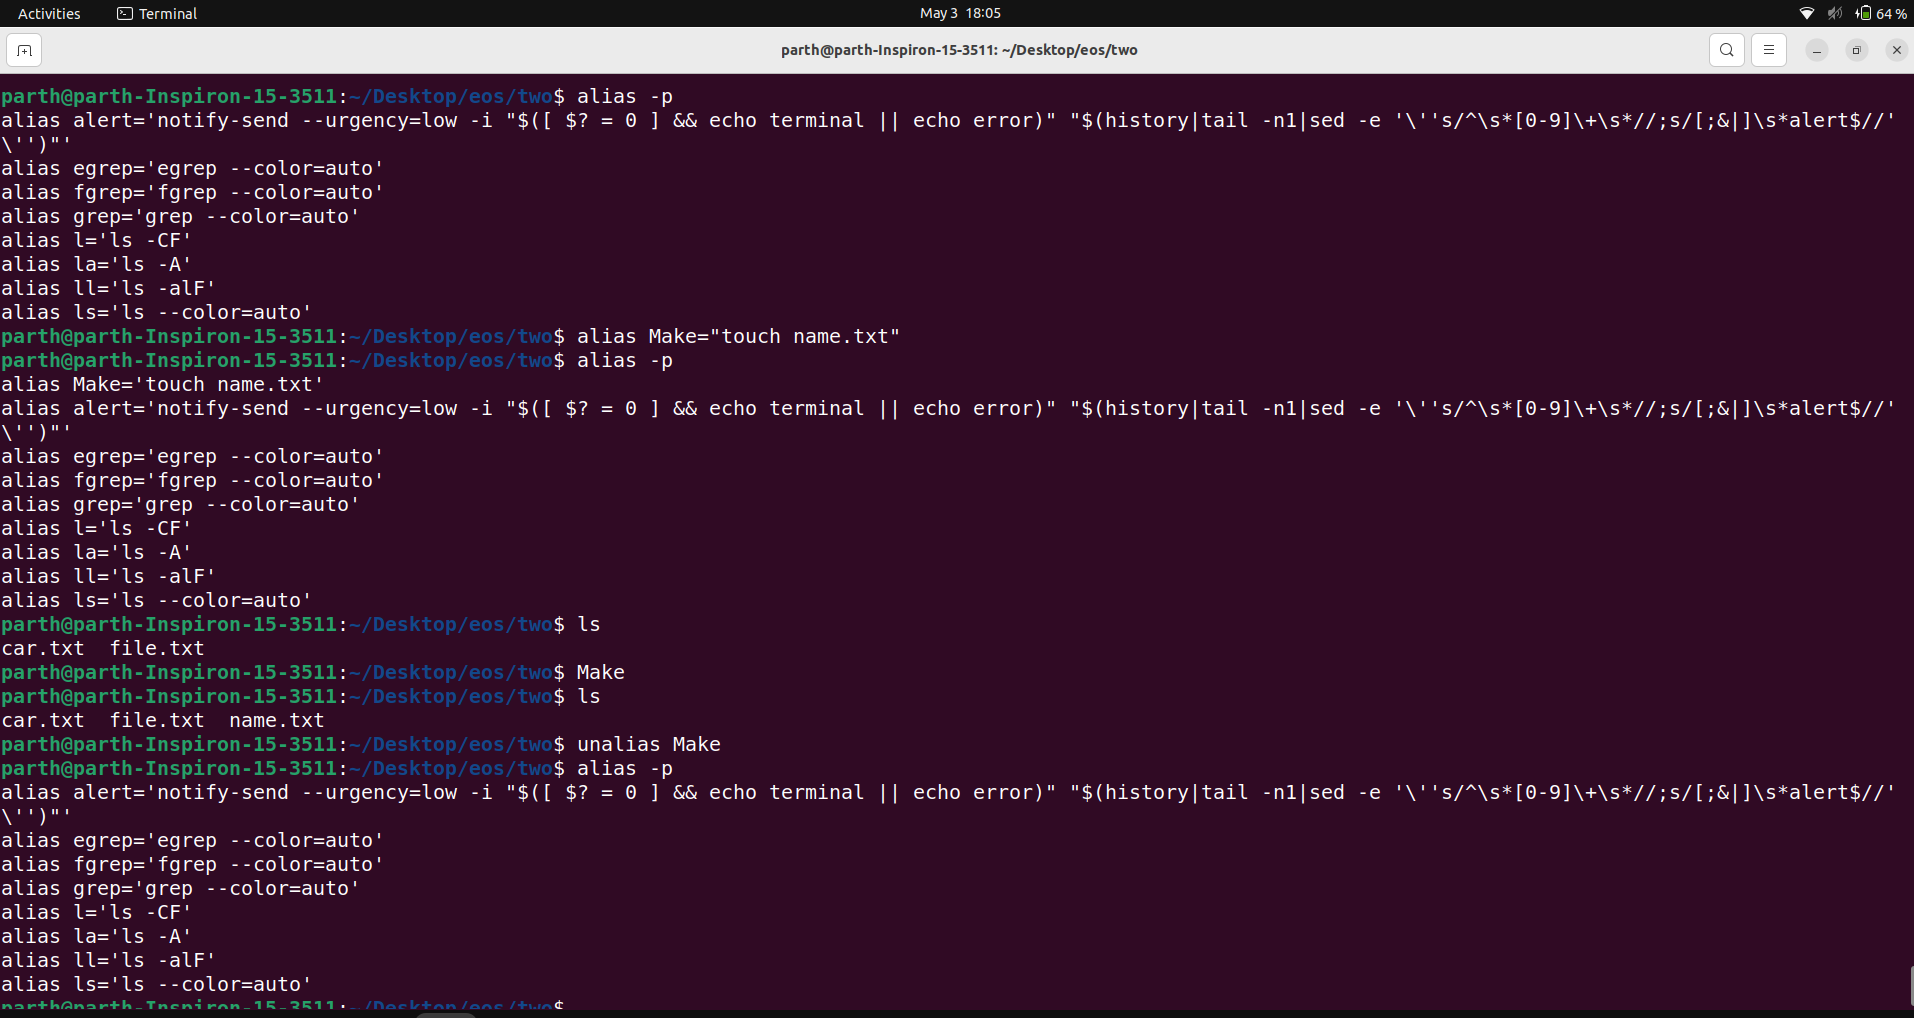 Activities Terminal May 3 18:05 64 %
parth@parth-Inspiron-15-3511: ~/Desktop/eos/two
parth@parth-Inspiron-15-3511:~/Desktop/eos/two$ alias -p
alias alert='notify-send --urgency=low -i "$([ $? = 0 ] && echo terminal || echo error)" "$(history|tail -n1|sed -e '\''s/^\s*[0-9]\+\s*//;s/[;&|]\s*alert$//'
\'')"'
alias egrep='egrep --color=auto'
alias fgrep='fgrep --color=auto'
alias grep='grep --color=auto'
alias l='ls -CF'
alias la='ls -A'
alias ll='ls -alF'
alias ls='ls --color=auto'
parth@parth-Inspiron-15-3511:~/Desktop/eos/two$ alias Make="touch name.txt"
parth@parth-Inspiron-15-3511:~/Desktop/eos/two$ alias -p
alias Make='touch name.txt'
alias alert='notify-send --urgency=low -i "$([ $? = 0 ] && echo terminal || echo error)" "$(history|tail -n1|sed -e '\''s/^\s*[0-9]\+\s*//;s/[;&|]\s*alert$//'
\'')"'
alias egrep='egrep --color=auto'
alias fgrep='fgrep --color=auto'
alias grep='grep --color=auto'
alias l='ls -CF'
alias la='ls -A'
alias ll='ls -alF'
alias ls='ls --color=auto'
parth@parth-Inspiron-15-3511:~/Desktop/eos/two$ ls
car.txt  file.txt
parth@parth-Inspiron-15-3511:~/Desktop/eos/two$ Make
parth@parth-Inspiron-15-3511:~/Desktop/eos/two$ ls
car.txt  file.txt  name.txt
parth@parth-Inspiron-15-3511:~/Desktop/eos/two$ unalias Make
parth@parth-Inspiron-15-3511:~/Desktop/eos/two$ alias -p
alias alert='notify-send --urgency=low -i "$([ $? = 0 ] && echo terminal || echo error)" "$(history|tail -n1|sed -e '\''s/^\s*[0-9]\+\s*//;s/[;&|]\s*alert$//'
\'')"'
alias egrep='egrep --color=auto'
alias fgrep='fgrep --color=auto'
alias grep='grep --color=auto'
alias l='ls -CF'
alias la='ls -A'
alias ll='ls -alF'
alias ls='ls --color=auto'
parth@parth-Inspiron-15-3511:~/Desktop/eos/two$